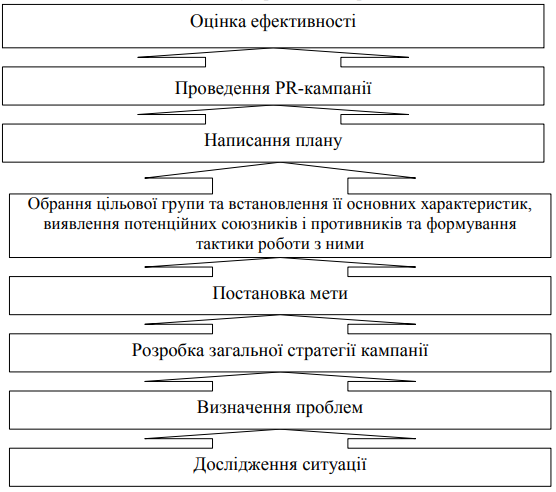 Оцінка ефективності
Проведення PR-кампанії
Написання плану
Обрання цільової групи та встановлення її основних характеристик,
виявлення потенційних союзників і противників та формування
тактики роботи з ними
Постановка мети
Розробка загальної стратегії кампанії
Визначення проблем
Дослідження ситуації